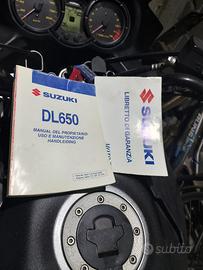 SUZUKI
DL650
MANUAL DEL PROPIETARIO
USO E MANUTENZIONE
HANDLEIDING
LIBRETTO DI GARANZIA
SUZUKI
subito